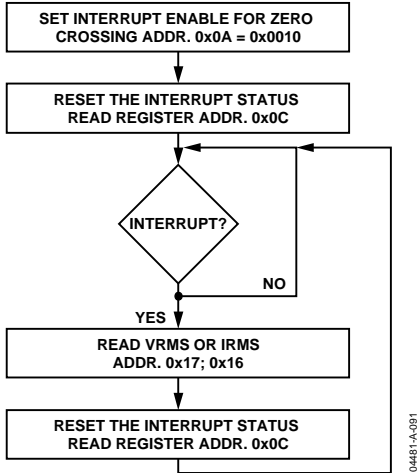 SET INTERRUPT ENABLE FOR ZERO
CROSSING ADDR. 0x0A = 0x0010
RESET THE INTERRUPT STATUS
READ REGISTER ADDR. 0x0C
INTERRUPT?
NO
YES
READ VRMS OR IRMS
ADDR. 0x17; 0x16
RESET THE INTERRUPT STATUS
READ REGISTER ADDR. 0x0C
04481-A-091